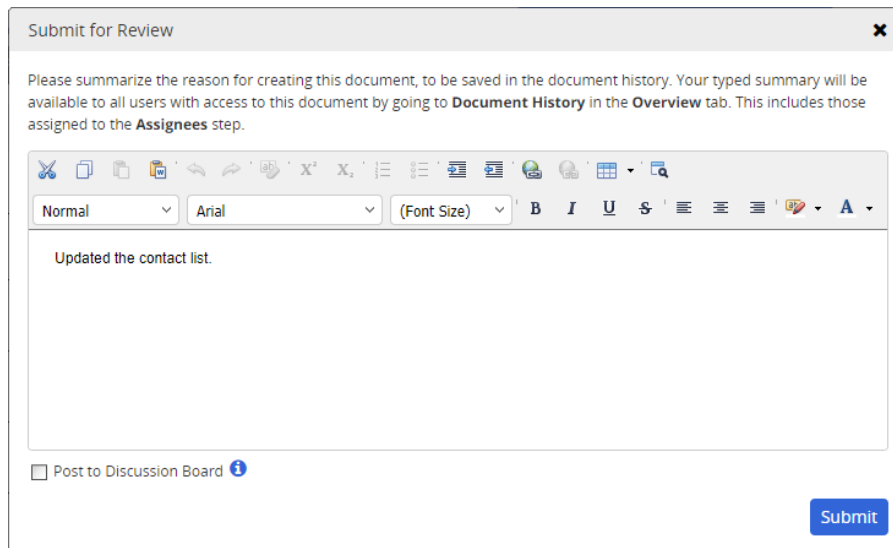 Submit for Review
Please summarize the reason for creating this document, to be saved in the document history. Your typed summary will be
available to all users with access to this document by going to Document History in the Overview tab. This includes those
assigned to the Assignees step.
Normal Arial (Font Size) B I U S A
Updated the contact list.
Post to Discussion Board
Submit